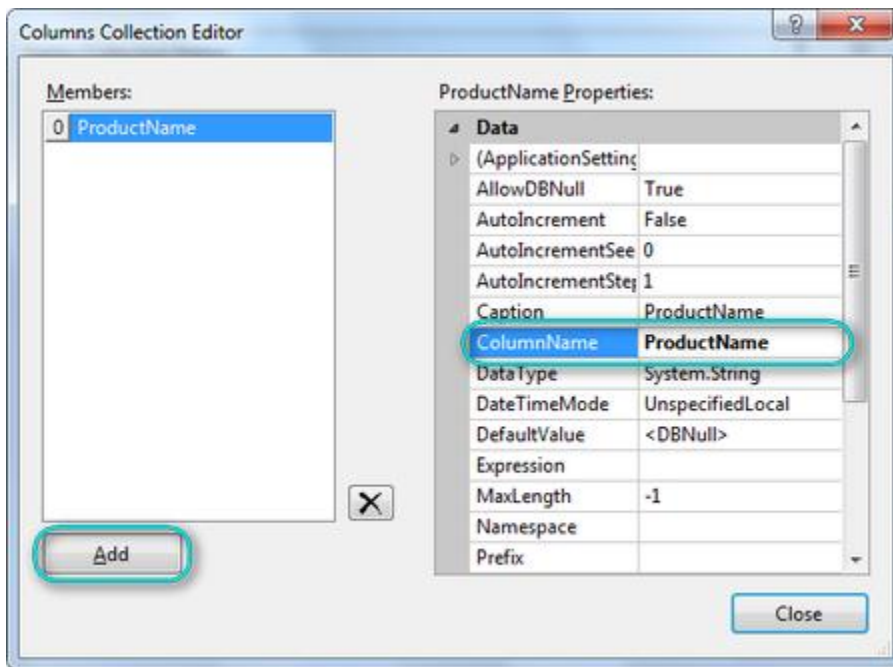 Columns Collection Editor
Members:
0 ProductName
Add
ProductName Properties:
Data
(ApplicationSetting
AllowDBNull True
AutoIncrement False
AutoIncrementSee 0
AutoIncrementStep 1
Caption ProductName
ColumnName ProductName
DataType System.String
DateTimeMode UnspecifiedLocal
DefaultValue <DBNull>
Expression
MaxLength -1
Namespace
Prefix
Close